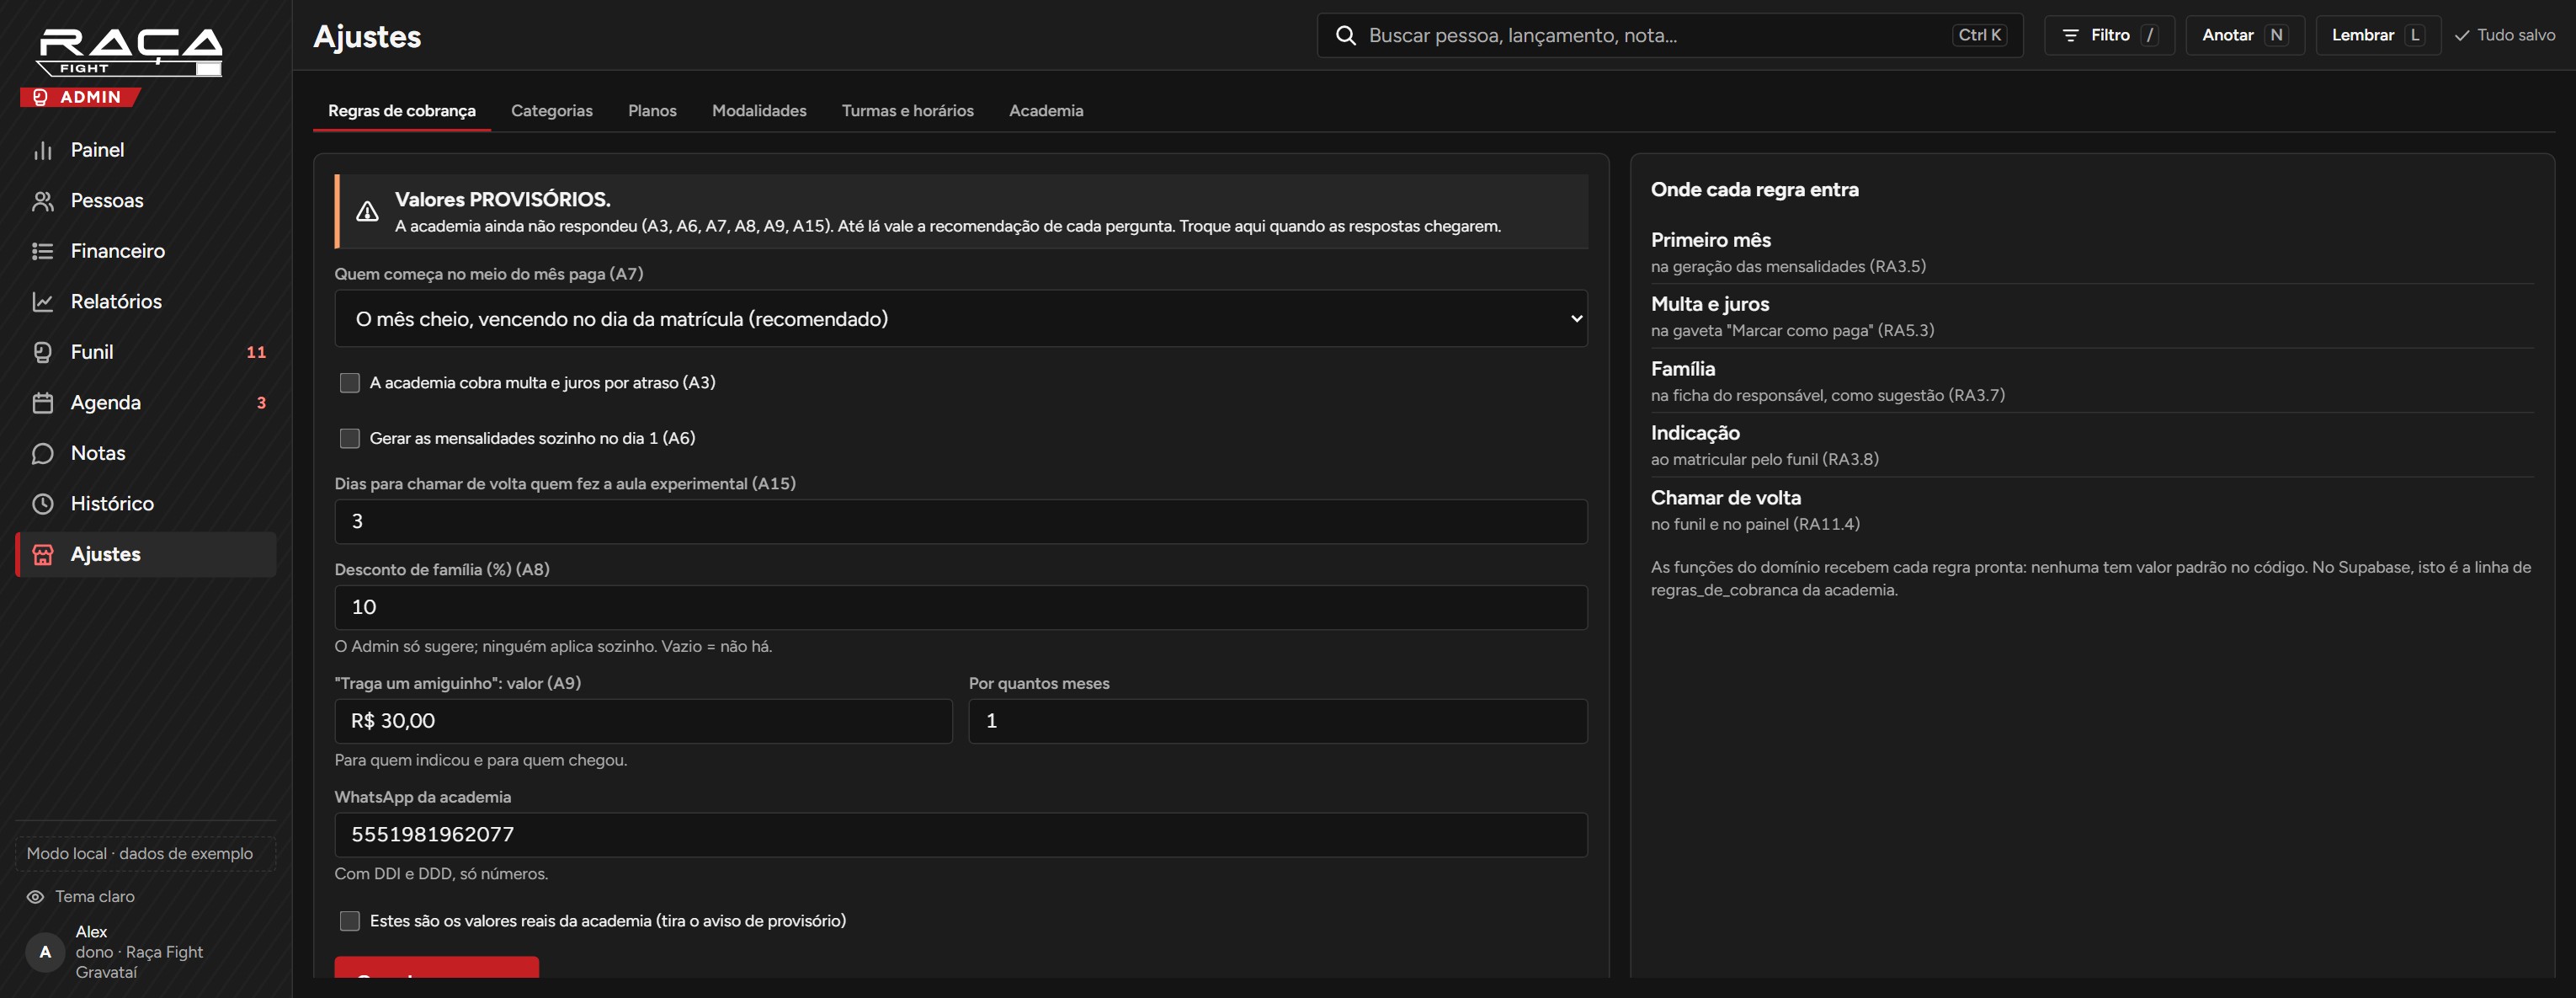 RAÇA
FIGHT
ADMIN
Painel
Pessoas
Financeiro
Relatórios
Funil 11
Agenda 3
Notas
Histórico
Ajustes
Modo local · dados de exemplo
Tema claro
A
Alex
dono · Raça Fight
Gravataí
Ajustes
Buscar pessoa, lançamento, nota... Ctrl K
Filtro /
Anotar N
Lembrar L
Tudo salvo
Regras de cobrança Categorias Planos Modalidades Turmas e horários Academia
Valores PROVISÓRIOS.
A academia ainda não respondeu (A3, A6, A7, A8, A9, A15). Até lá vale a recomendação de cada pergunta. Troque aqui quando as respostas chegarem.
Quem começa no meio do mês paga (A7)
O mês cheio, vencendo no dia da matrícula (recomendado)
A academia cobra multa e juros por atraso (A3)
Gerar as mensalidades sozinho no dia 1 (A6)
Dias para chamar de volta quem fez a aula experimental (A15)
3
Desconto de família (%) (A8)
10
O Admin só sugere; ninguém aplica sozinho. Vazio = não há.
"Traga um amiguinho": valor (A9) Por quantos meses
R$ 30,00 1
Para quem indicou e para quem chegou.
WhatsApp da academia
5551981962077
Com DDI e DDD, só números.
Estes são os valores reais da academia (tira o aviso de provisório)
Onde cada regra entra
Primeiro mês
na geração das mensalidades (RA3.5)
Multa e juros
na gaveta "Marcar como paga" (RA5.3)
Família
na ficha do responsável, como sugestão (RA3.7)
Indicação
ao matricular pelo funil (RA3.8)
Chamar de volta
no funil e no painel (RA11.4)
As funções do domínio recebem cada regra pronta: nenhuma tem valor padrão no código. No Supabase, isto é a linha de
regras_de_cobranca da academia.